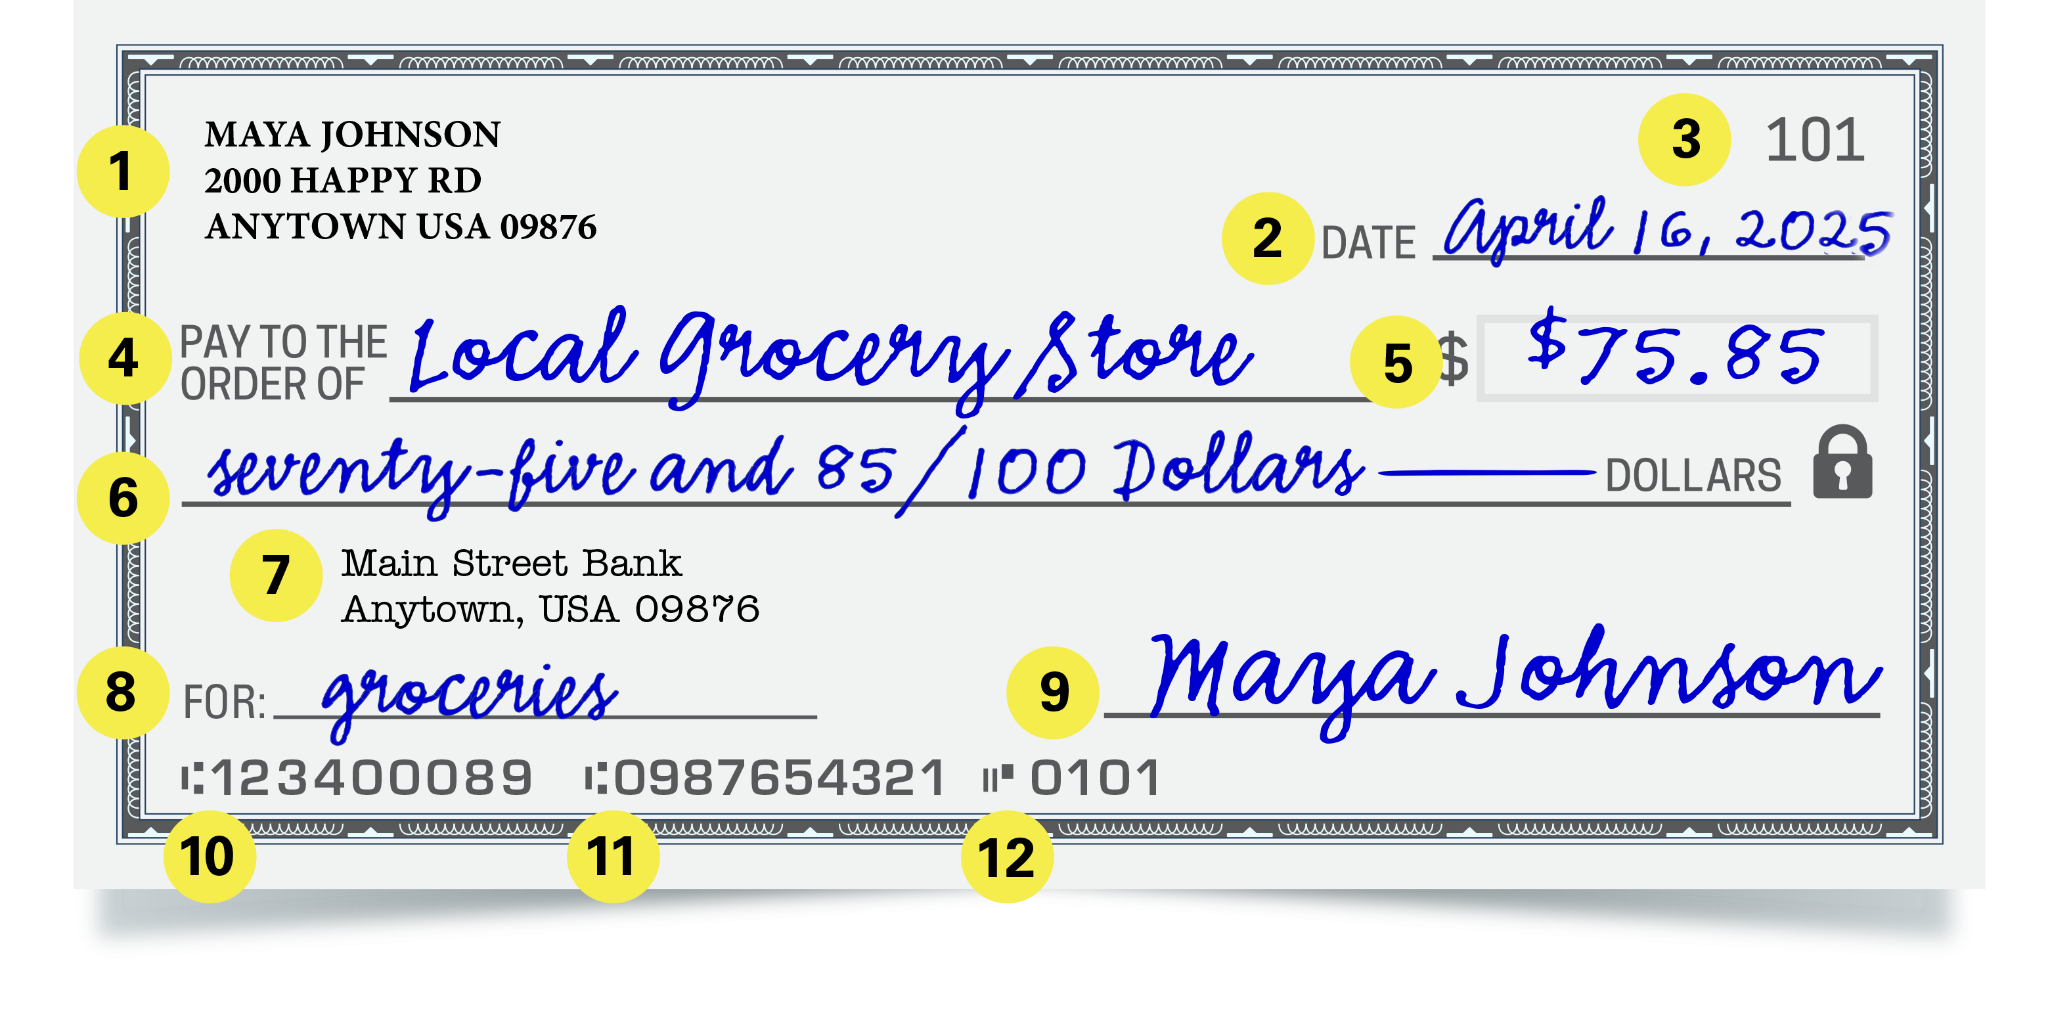 MAYA JOHNSON
2000 HAPPY RD
ANYTOWN USA 09876
1
3 101
2 DATE April 16, 2025
4 PAY TO THE
ORDER OF Local Grocery Store
5 $ $75.85
6 seventy-five and 85/100 Dollars DOLLARS
7 Main Street Bank
Anytown, USA 09876
8 FOR: groceries
9 Maya Johnson
⑆123400089 ⑆0987654321 ⑈0101
10 11 12